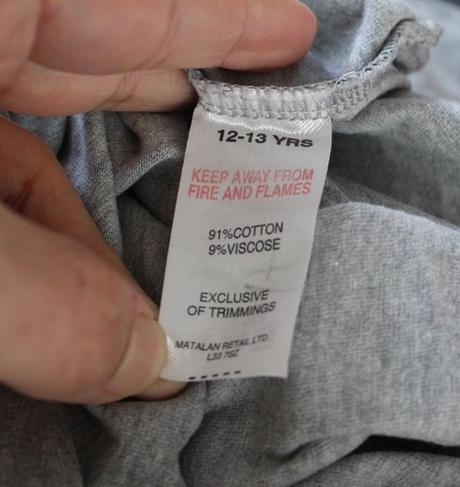 12-13 YRS
KEEP AWAY FROM
FIRE AND FLAMES
91%COTTON
9%VISCOSE
EXCLUSIVE
OF TRIMMINGS
MATALAN RETAIL LTD.
L33 7SZ